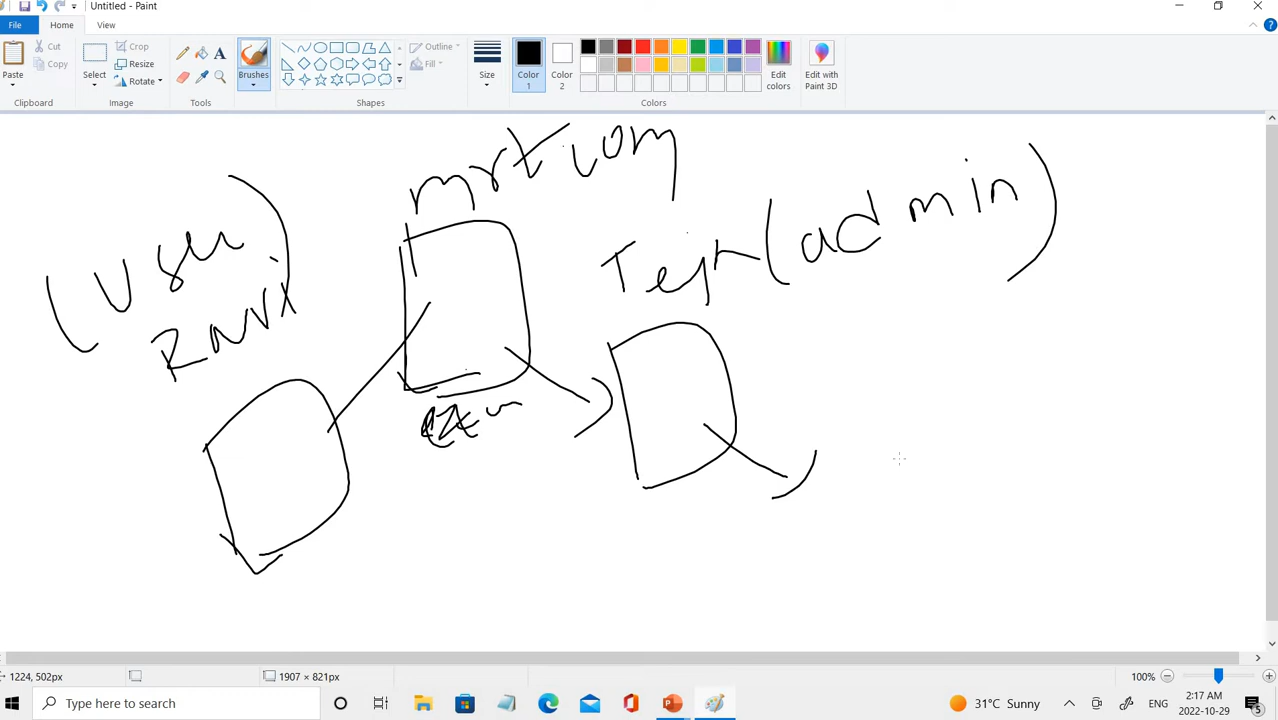 Untitled - Paint
File
Home
View
Paste
Cut
Copy
Clipboard
Select
Crop
Resize
Rotate
Image
Tools
Brushes
Outline
Fill
Shapes
Size
Color 1
Color 2
Edit colors
Colors
Edit with Paint 3D
mrt com
(User
(admin)
1224, 502px
1907 × 821px
100%
Type here to search
31°C Sunny
ENG
2:17 AM
2022-10-29
5